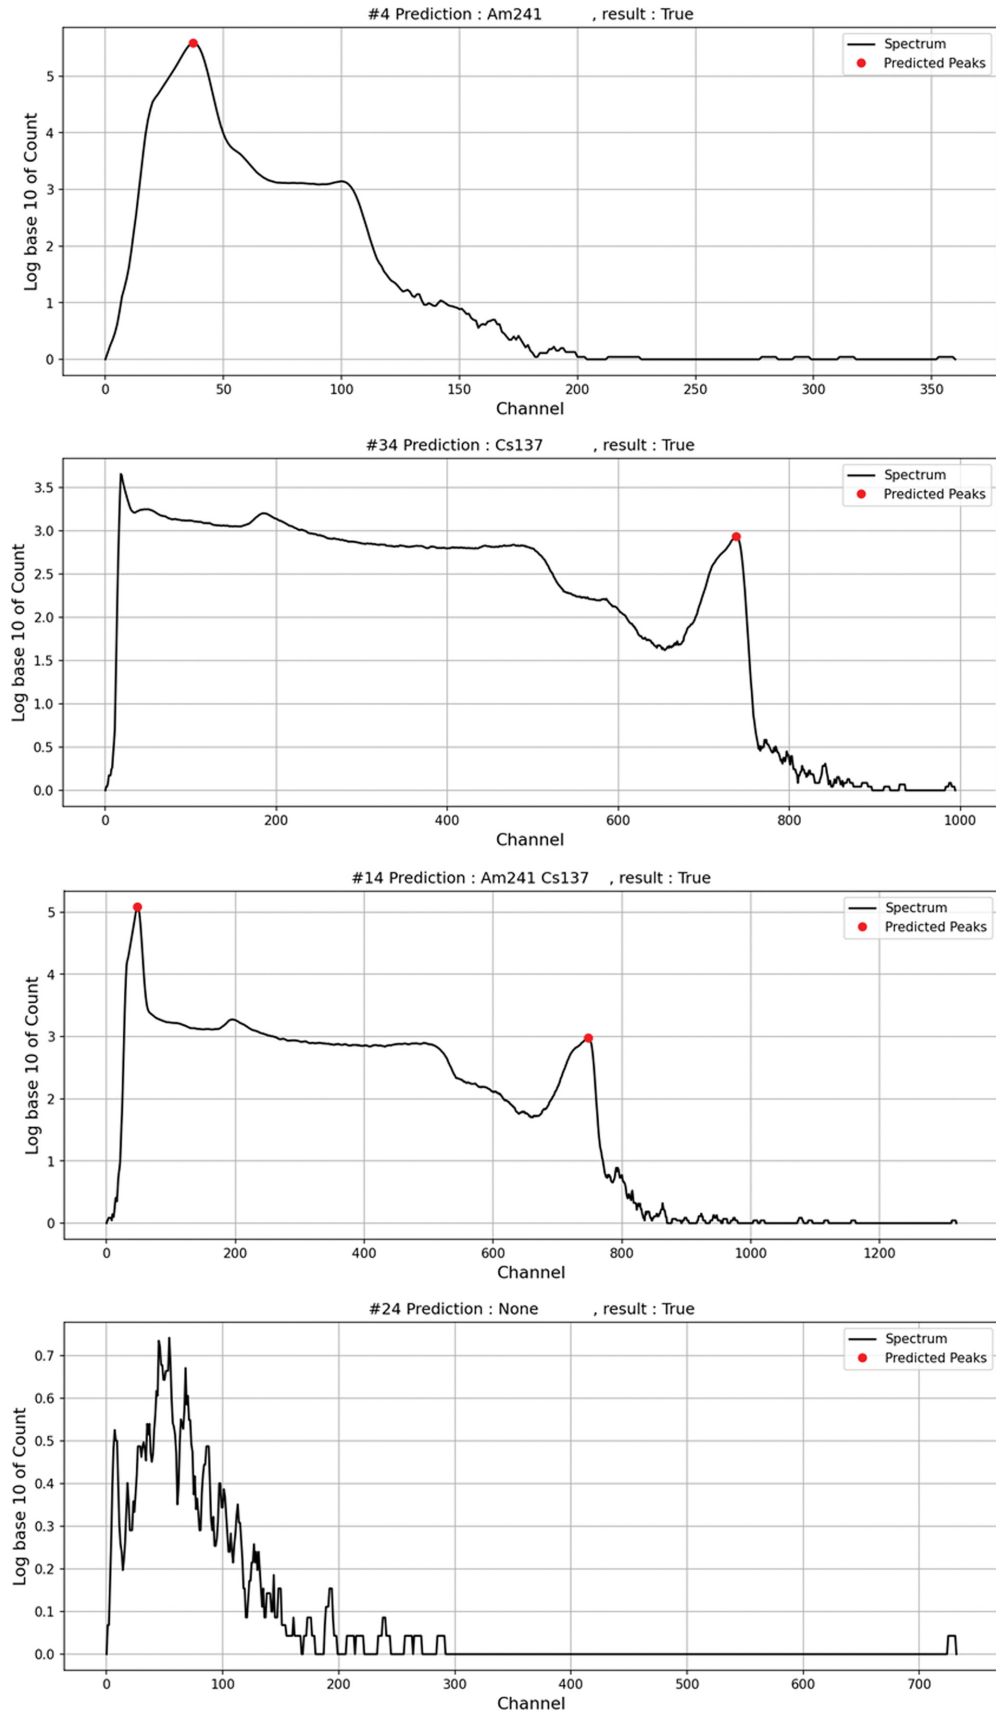 #4 Prediction : Am241 , result : True
Log base 10 of Count
5
4
3
2
1
0
Spectrum
Predicted Peaks
0 50 100 150 200 250 300 350
Channel
#34 Prediction : Cs137 , result : True
Log base 10 of Count
3.5
3.0
2.5
2.0
1.5
1.0
0.5
0.0
Spectrum
Predicted Peaks
0 200 400 600 800 1000
Channel
#14 Prediction : Am241 Cs137 , result : True
Log base 10 of Count
5
4
3
2
1
0
Spectrum
Predicted Peaks
0 200 400 600 800 1000 1200
Channel
#24 Prediction : None , result : True
Log base 10 of Count
0.7
0.6
0.5
0.4
0.3
0.2
0.1
0.0
Spectrum
Predicted Peaks
0 100 200 300 400 500 600 700
Channel